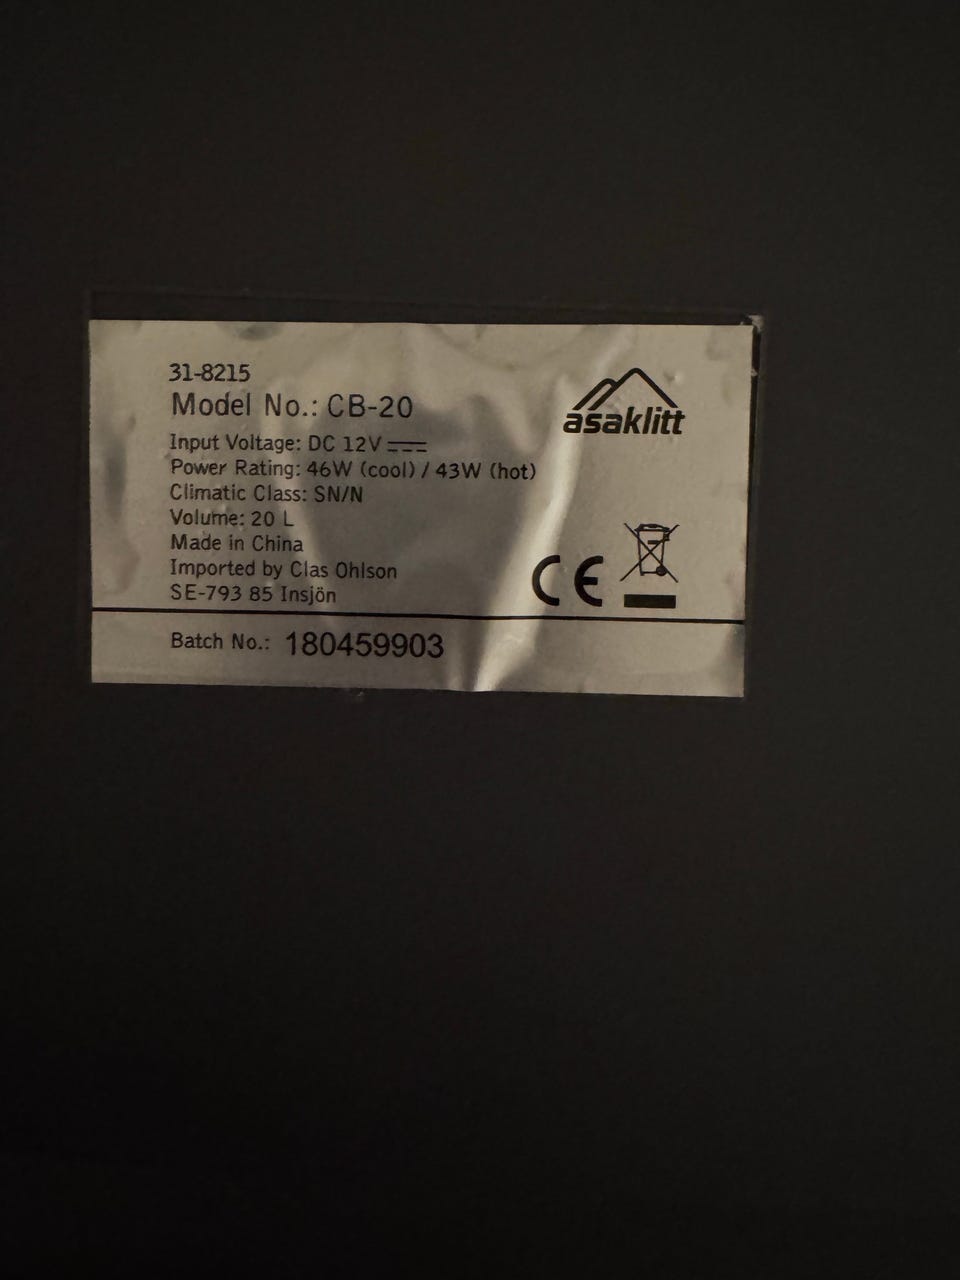 31-8215
Model No.: CB-20
asaklitt
Input Voltage: DC 12V
Power Rating: 46W (cool) / 43W (hot)
Climatic Class: SN/N
Volume: 20 L
Made in China
Imported by Clas Ohlson
SE-793 85 Insjön
CE
Batch No.: 180459903